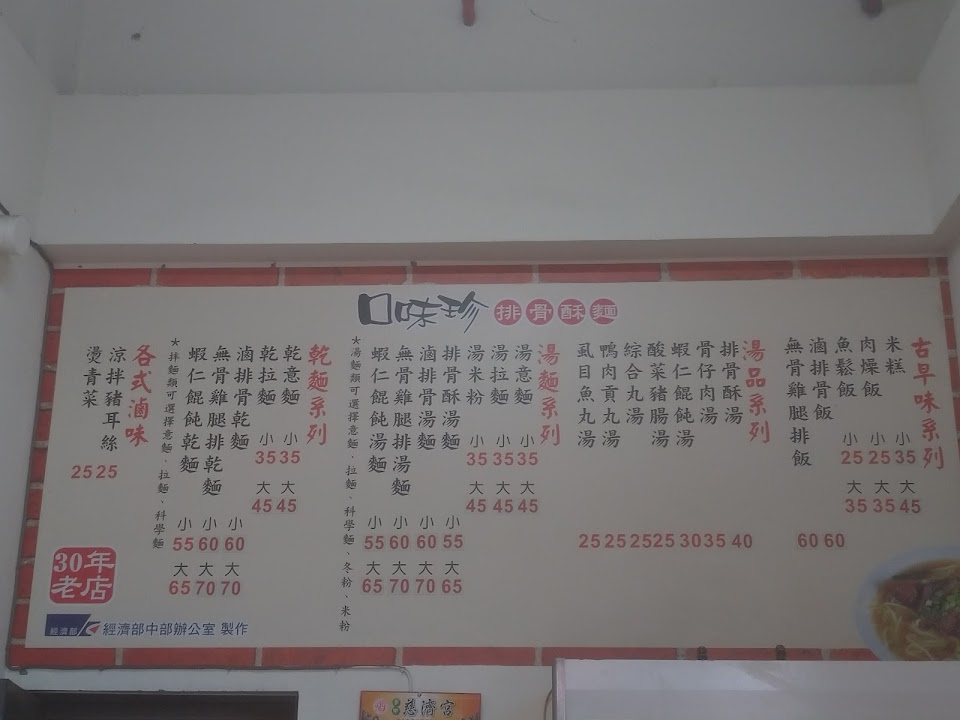 口味珍 排骨酥麵
古早味系列
米糕 小35 大45
肉燥飯 小25 大35
魚鬆飯 小25 大35
滷排骨飯 60
無骨雞腿排飯 60
湯品系列
排骨酥湯 40
骨仔肉湯 35
蝦仁餛飩湯 30
酸菜豬腸湯 25
綜合丸湯 25
鴨肉貢丸湯 25
虱目魚丸湯 25
湯麵系列
湯意麵 小35 大45
湯拉麵 小35 大45
湯米粉 小35 大45
排骨酥湯麵 小55 大65
滷排骨湯麵 小60 大70
無骨雞腿排湯麵 小60 大70
蝦仁餛飩湯麵 小55 大65
*湯麵類可選擇意麵、拉麵、科學麵、冬粉、米粉
乾麵系列
乾意麵 小35 大45
乾拉麵 小35 大45
滷排骨乾麵 小60 大70
無骨雞腿排乾麵 小60 大70
蝦仁餛飩乾麵 小55 大65
*拌麵類可選擇意麵、拉麵、科學麵
各式滷味
涼拌豬耳絲 25
燙青菜 25
30年
老店
經濟部 經濟部中部辦公室 製作
慈濟宮